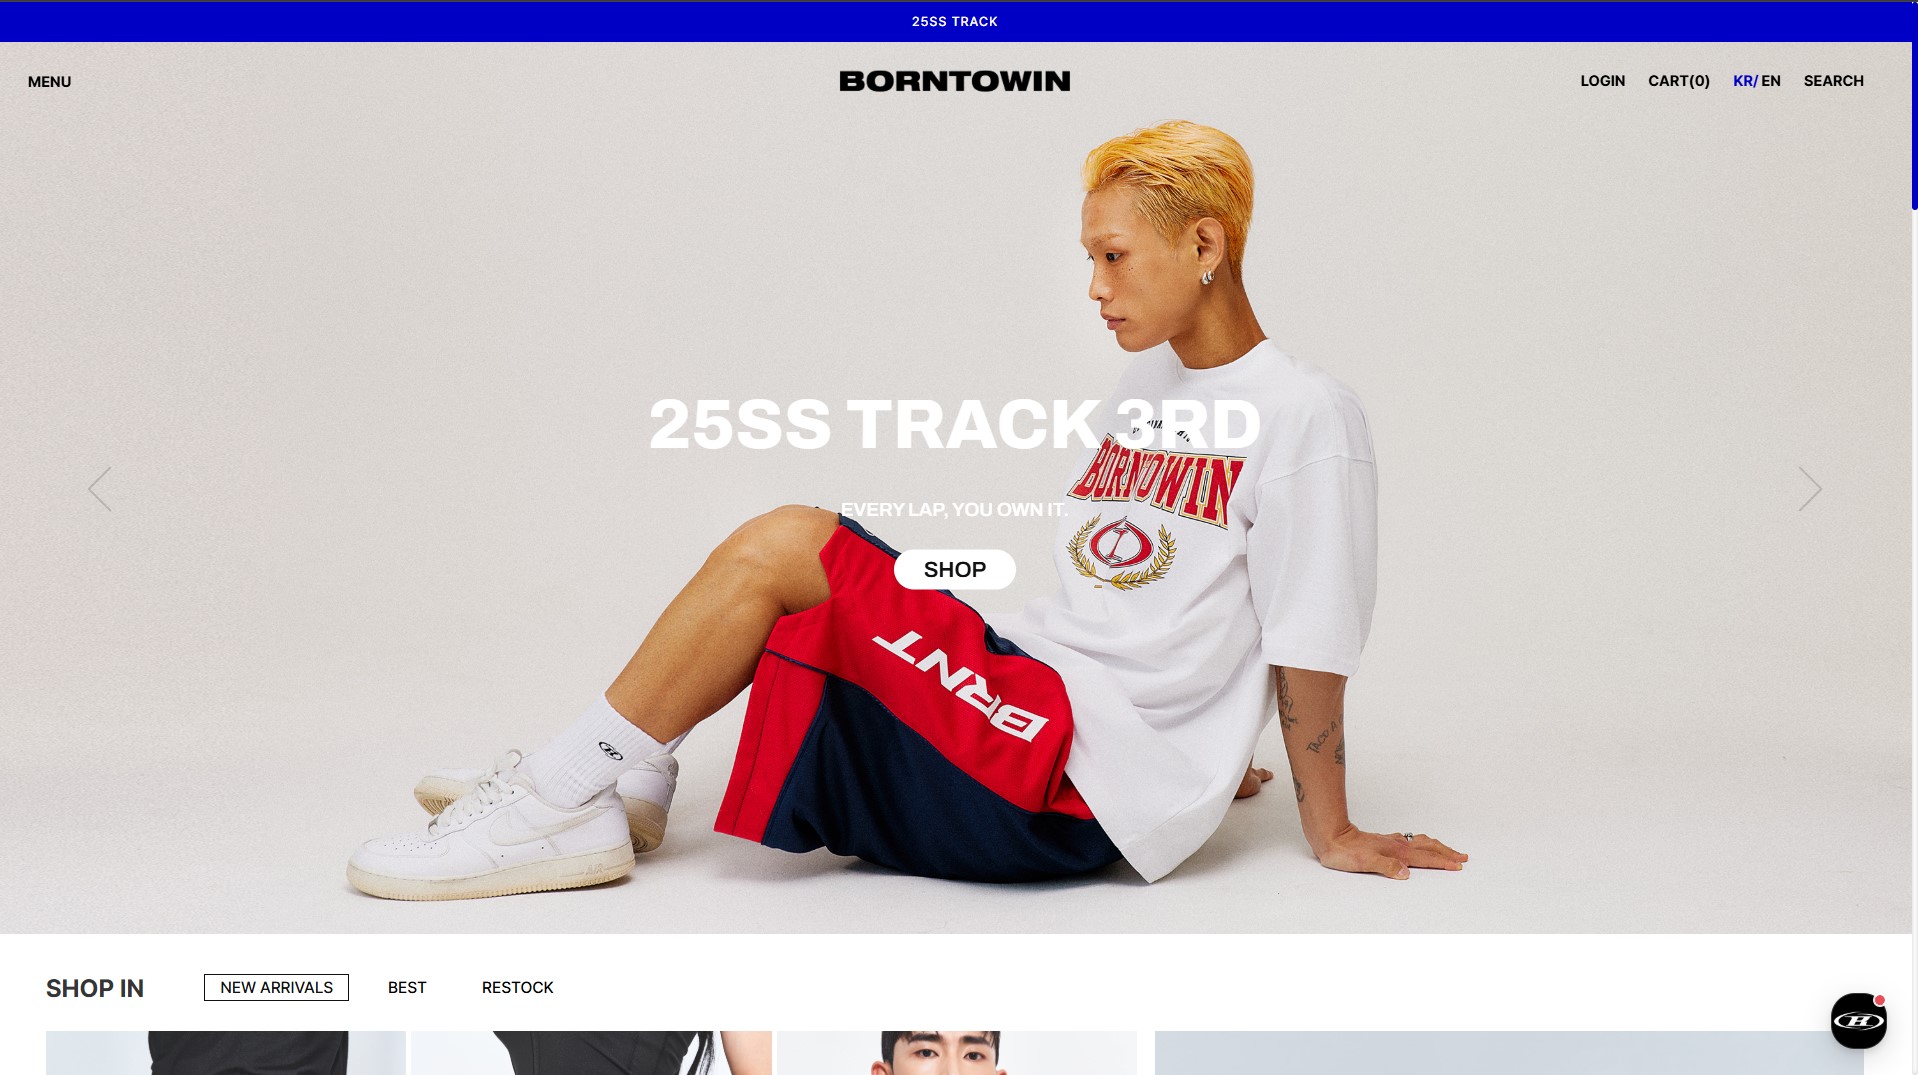 25SS TRACK
MENU
BORNTOWIN
LOGIN
CART(0)
KR/ EN
SEARCH
25SS TRACK 3RD
BORNTOWIN
EVERY LAP, YOU OWN IT.
SHOP
BRNT
AIR
SHOP IN
NEW ARRIVALS
BEST
RESTOCK